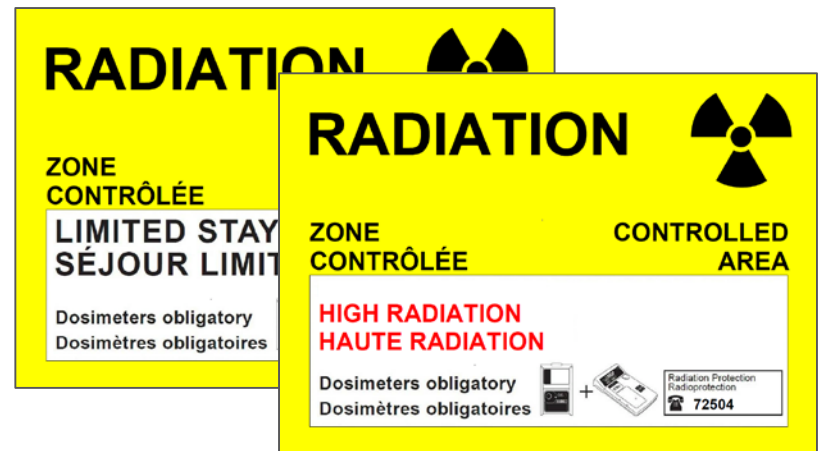 RADIATION
ZONE
CONTRÔLÉE
LIMITED STAY
SÉJOUR LIMIT
Dosimeters obligatory
Dosimètres obligatoires
RADIATION
ZONE
CONTRÔLÉE
CONTROLLED
AREA
HIGH RADIATION
HAUTE RADIATION
Dosimeters obligatory
Dosimètres obligatoires
+
Radiation Protection
Radioprotection
☎ 72504